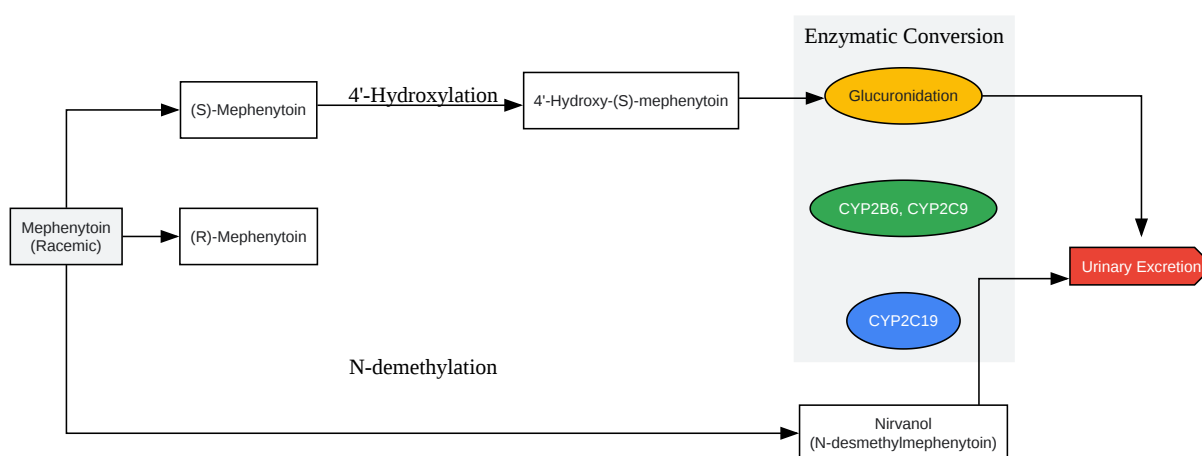 Enzymatic Conversion
(S)-Mephenytoin
4'-Hydroxylation
4'-Hydroxy-(S)-mephenytoin
Glucuronidation
Mephenytoin
(Racemic)
(R)-Mephenytoin
CYP2B6, CYP2C9
Urinary Excretion
CYP2C19
N-demethylation
Nirvanol
(N-desmethylmephenytoin)